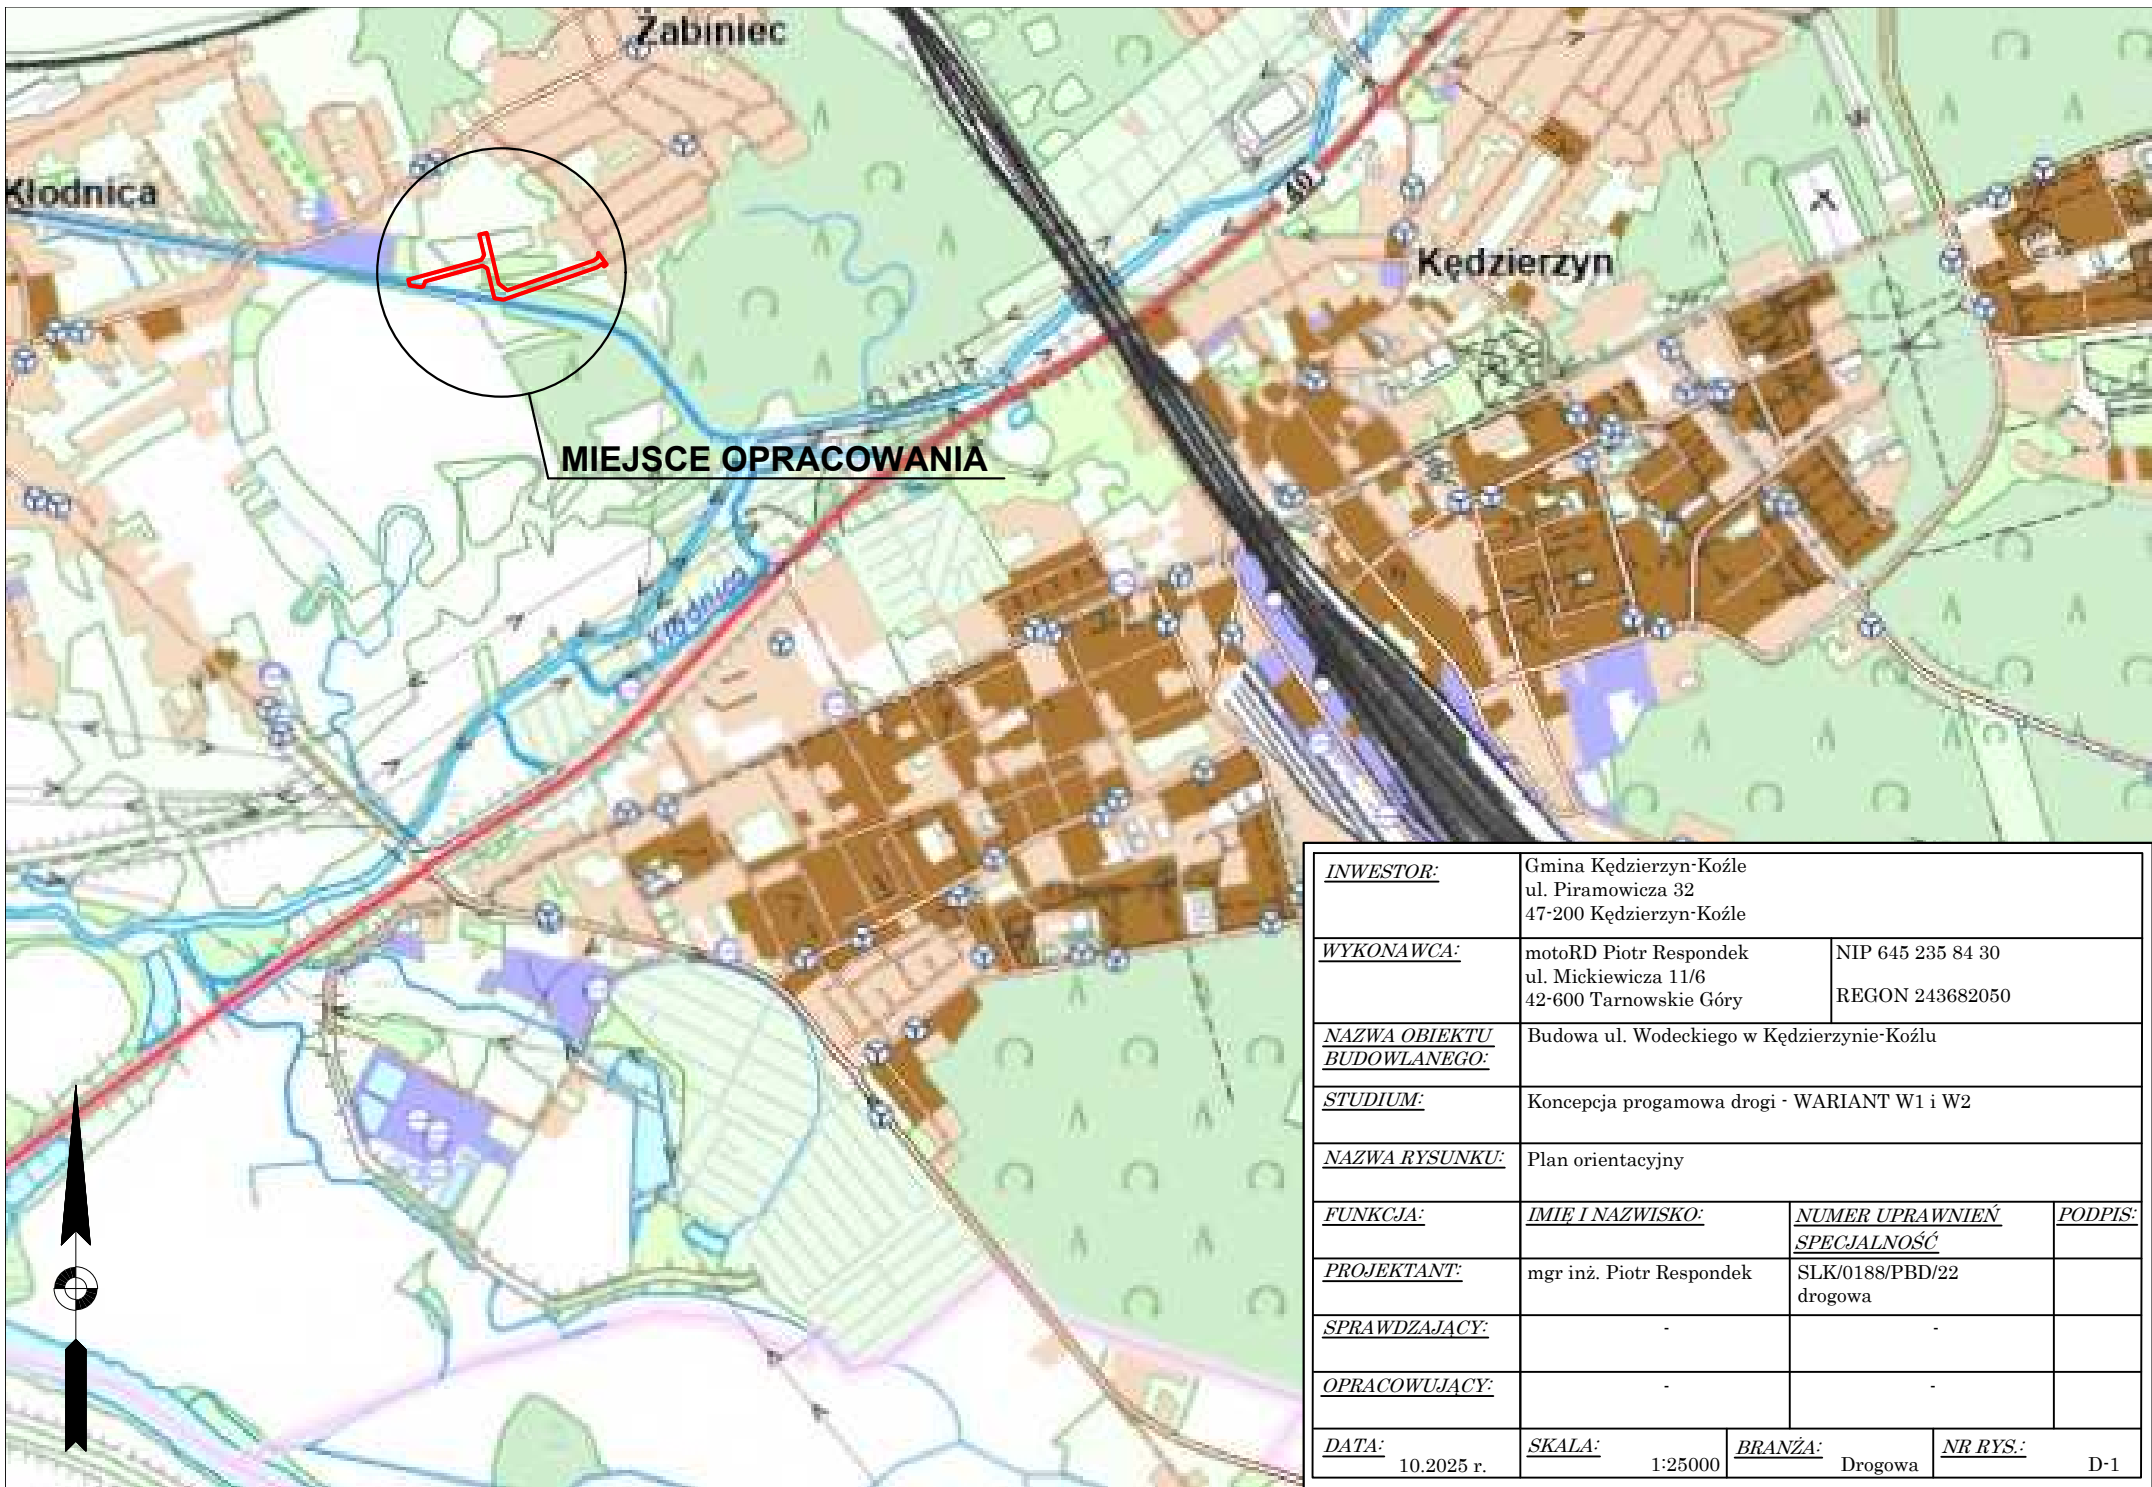 Żabiniec
Kłodnica
40
Kędzierzyn
MIEJSCE OPRACOWANIA
Kłodnica
INWESTOR:
Gmina Kędzierzyn-Koźle
ul. Piramowicza 32
47-200 Kędzierzyn-Koźle
WYKONAWCA:
motoRD Piotr Respondek
ul. Mickiewicza 11/6
42-600 Tarnowskie Góry
NIP 645 235 84 30
REGON 243682050
NAZWA OBIEKTU
BUDOWLANEGO:
Budowa ul. Wodeckiego w Kędzierzynie-Koźlu
STUDIUM:
Koncepcja progamowa drogi - WARIANT W1 i W2
NAZWA RYSUNKU:
Plan orientacyjny
FUNKCJA:
IMIĘ I NAZWISKO:
NUMER UPRAWNIEŃ
SPECJALNOŚĆ
PODPIS:
PROJEKTANT:
mgr inż. Piotr Respondek
SLK/0188/PBD/22
drogowa
SPRAWDZAJĄCY:
-
-
OPRACOWUJĄCY:
-
-
DATA:
10.2025 r.
SKALA:
1:25000
BRANŻA:
Drogowa
NR RYS.:
D-1